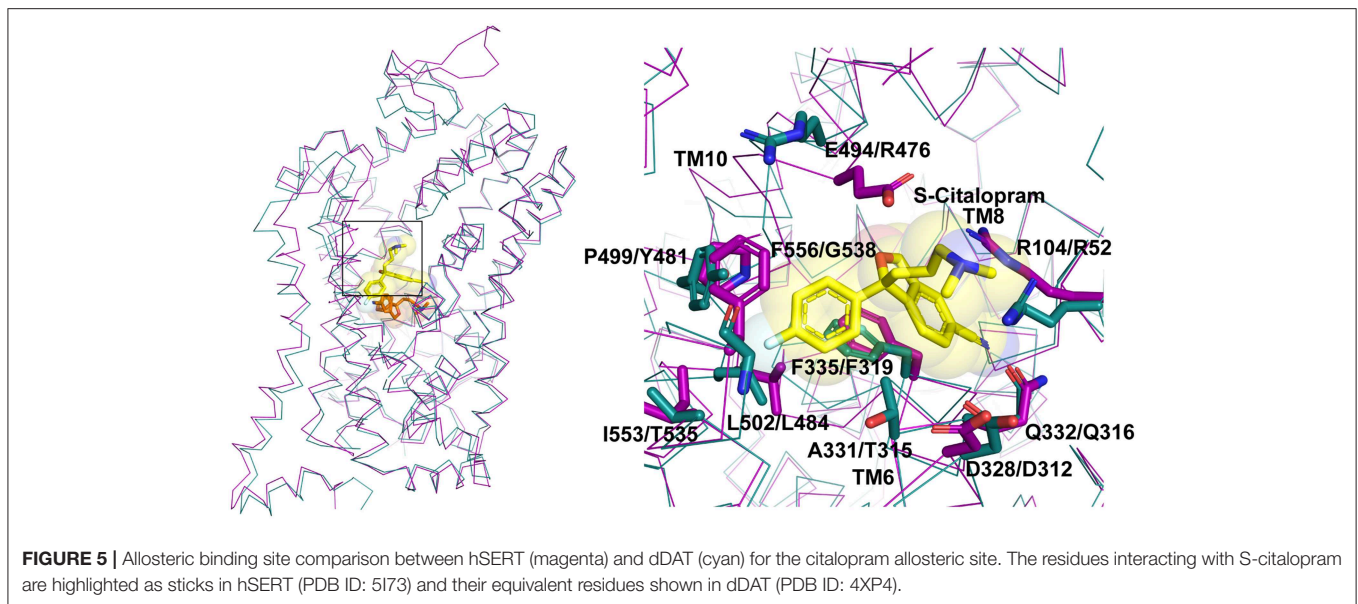 E494/R476
TM10
S-Citalopram
TM8
P499/Y481
F556/G538
R104/R52
F335/F319
L502/L484
I553/T535
A331/T315
Q332/Q316
TM6
D328/D312
FIGURE 5 | Allosteric binding site comparison between hSERT (magenta) and dDAT (cyan) for the citalopram allosteric site. The residues interacting with S-citalopram
are highlighted as sticks in hSERT (PDB ID: 5I73) and their equivalent residues shown in dDAT (PDB ID: 4XP4).